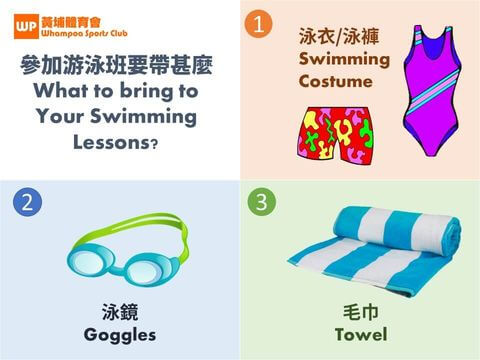 WP 黃埔體育會
Whampoa Sports Club
參加游泳班要帶甚麼
What to bring to
Your Swimming
Lessons?
1
泳衣/泳褲
Swimming
Costume
2
泳鏡
Goggles
3
毛巾
Towel